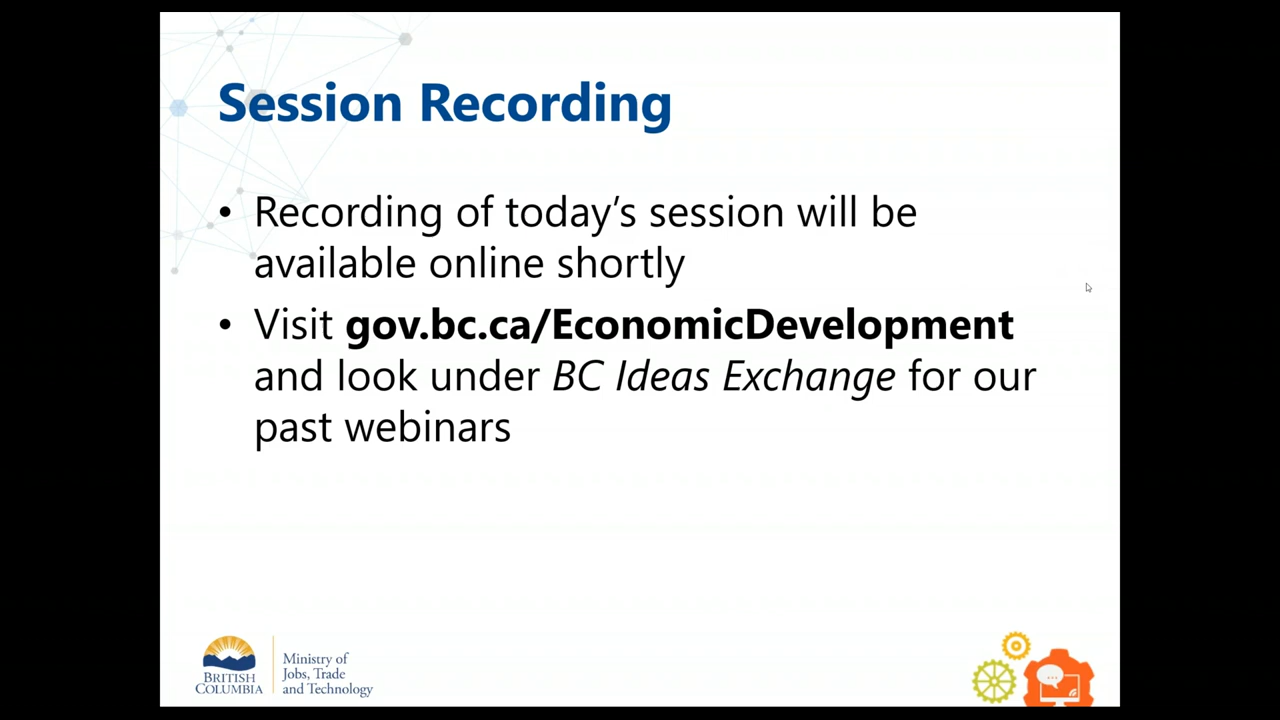 Session Recording
• Recording of today’s session will be
available online shortly
• Visit gov.bc.ca/EconomicDevelopment
and look under BC Ideas Exchange for our
past webinars
BRITISH
COLUMBIA
Ministry of
Jobs, Trade
and Technology